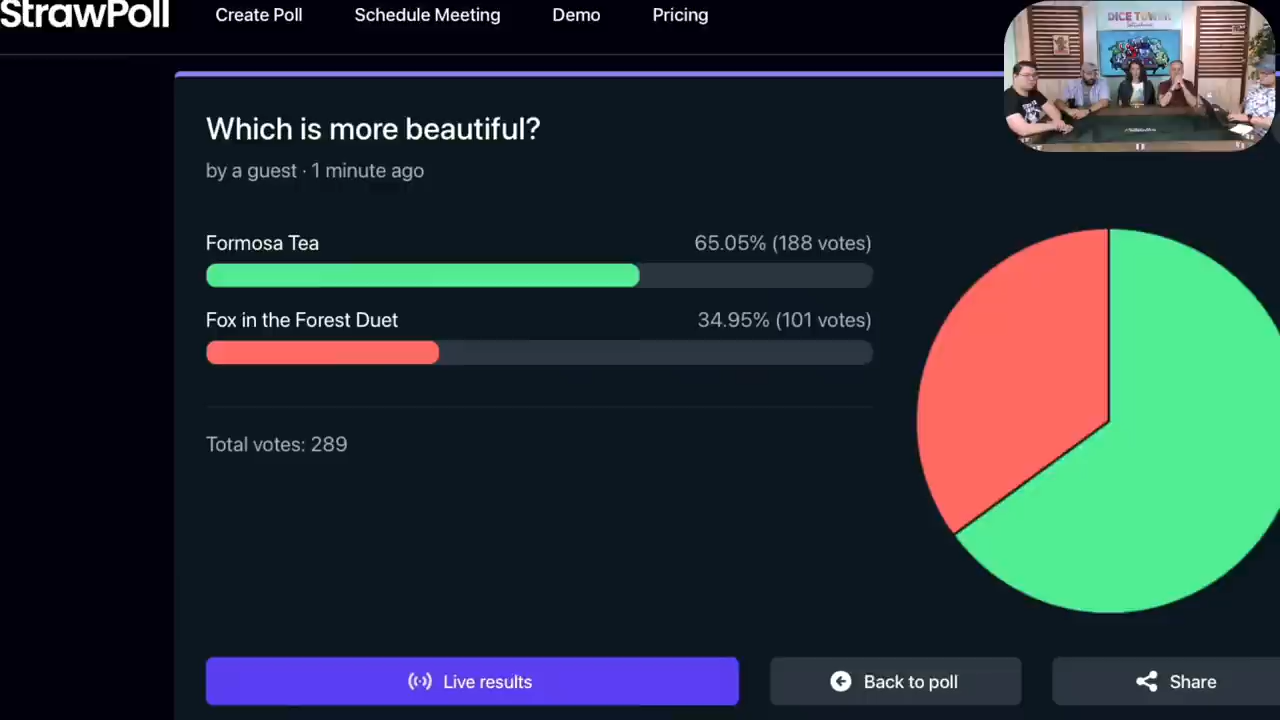 StrawPoll
Create Poll
Schedule Meeting
Demo
Pricing
DICE TOWER
Which is more beautiful?
by a guest · 1 minute ago
Formosa Tea
65.05% (188 votes)
Fox in the Forest Duet
34.95% (101 votes)
Total votes: 289
Live results
Back to poll
Share